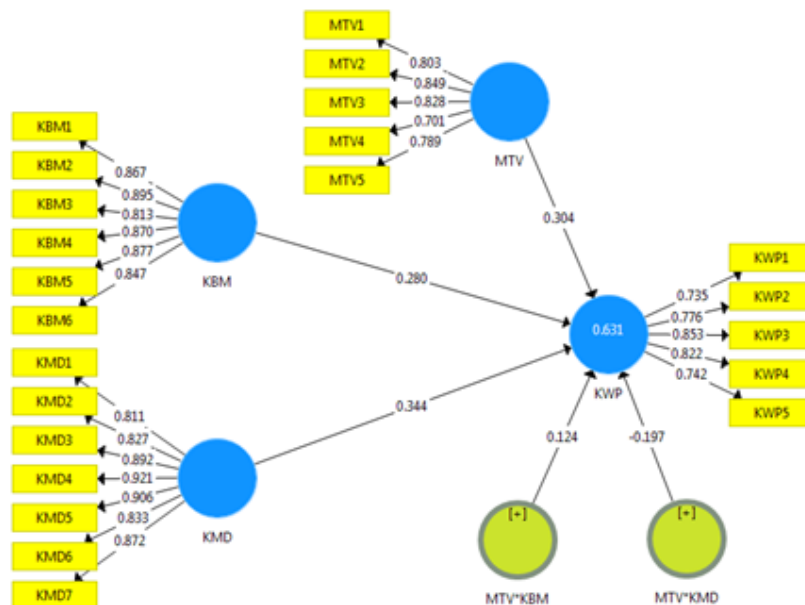 MTV1
MTV2
MTV3
MTV4
MTV5
0.803
0.849
0.828
0.701
0.789
MTV
KBM1
KBM2
KBM3
KBM4
KBM5
KBM6
0.867
0.895
0.813
0.870
0.877
0.847
KBM
0.304
0.280
0.344
KWP1
KWP2
KWP3
KWP4
KWP5
0.735
0.776
0.853
0.822
0.742
0.631
KWP
KMD1
KMD2
KMD3
KMD4
KMD5
KMD6
KMD7
0.811
0.827
0.892
0.921
0.906
0.833
0.872
KMD
0.124
-0.197
[+]
[+]
MTV*KBM
MTV*KMD